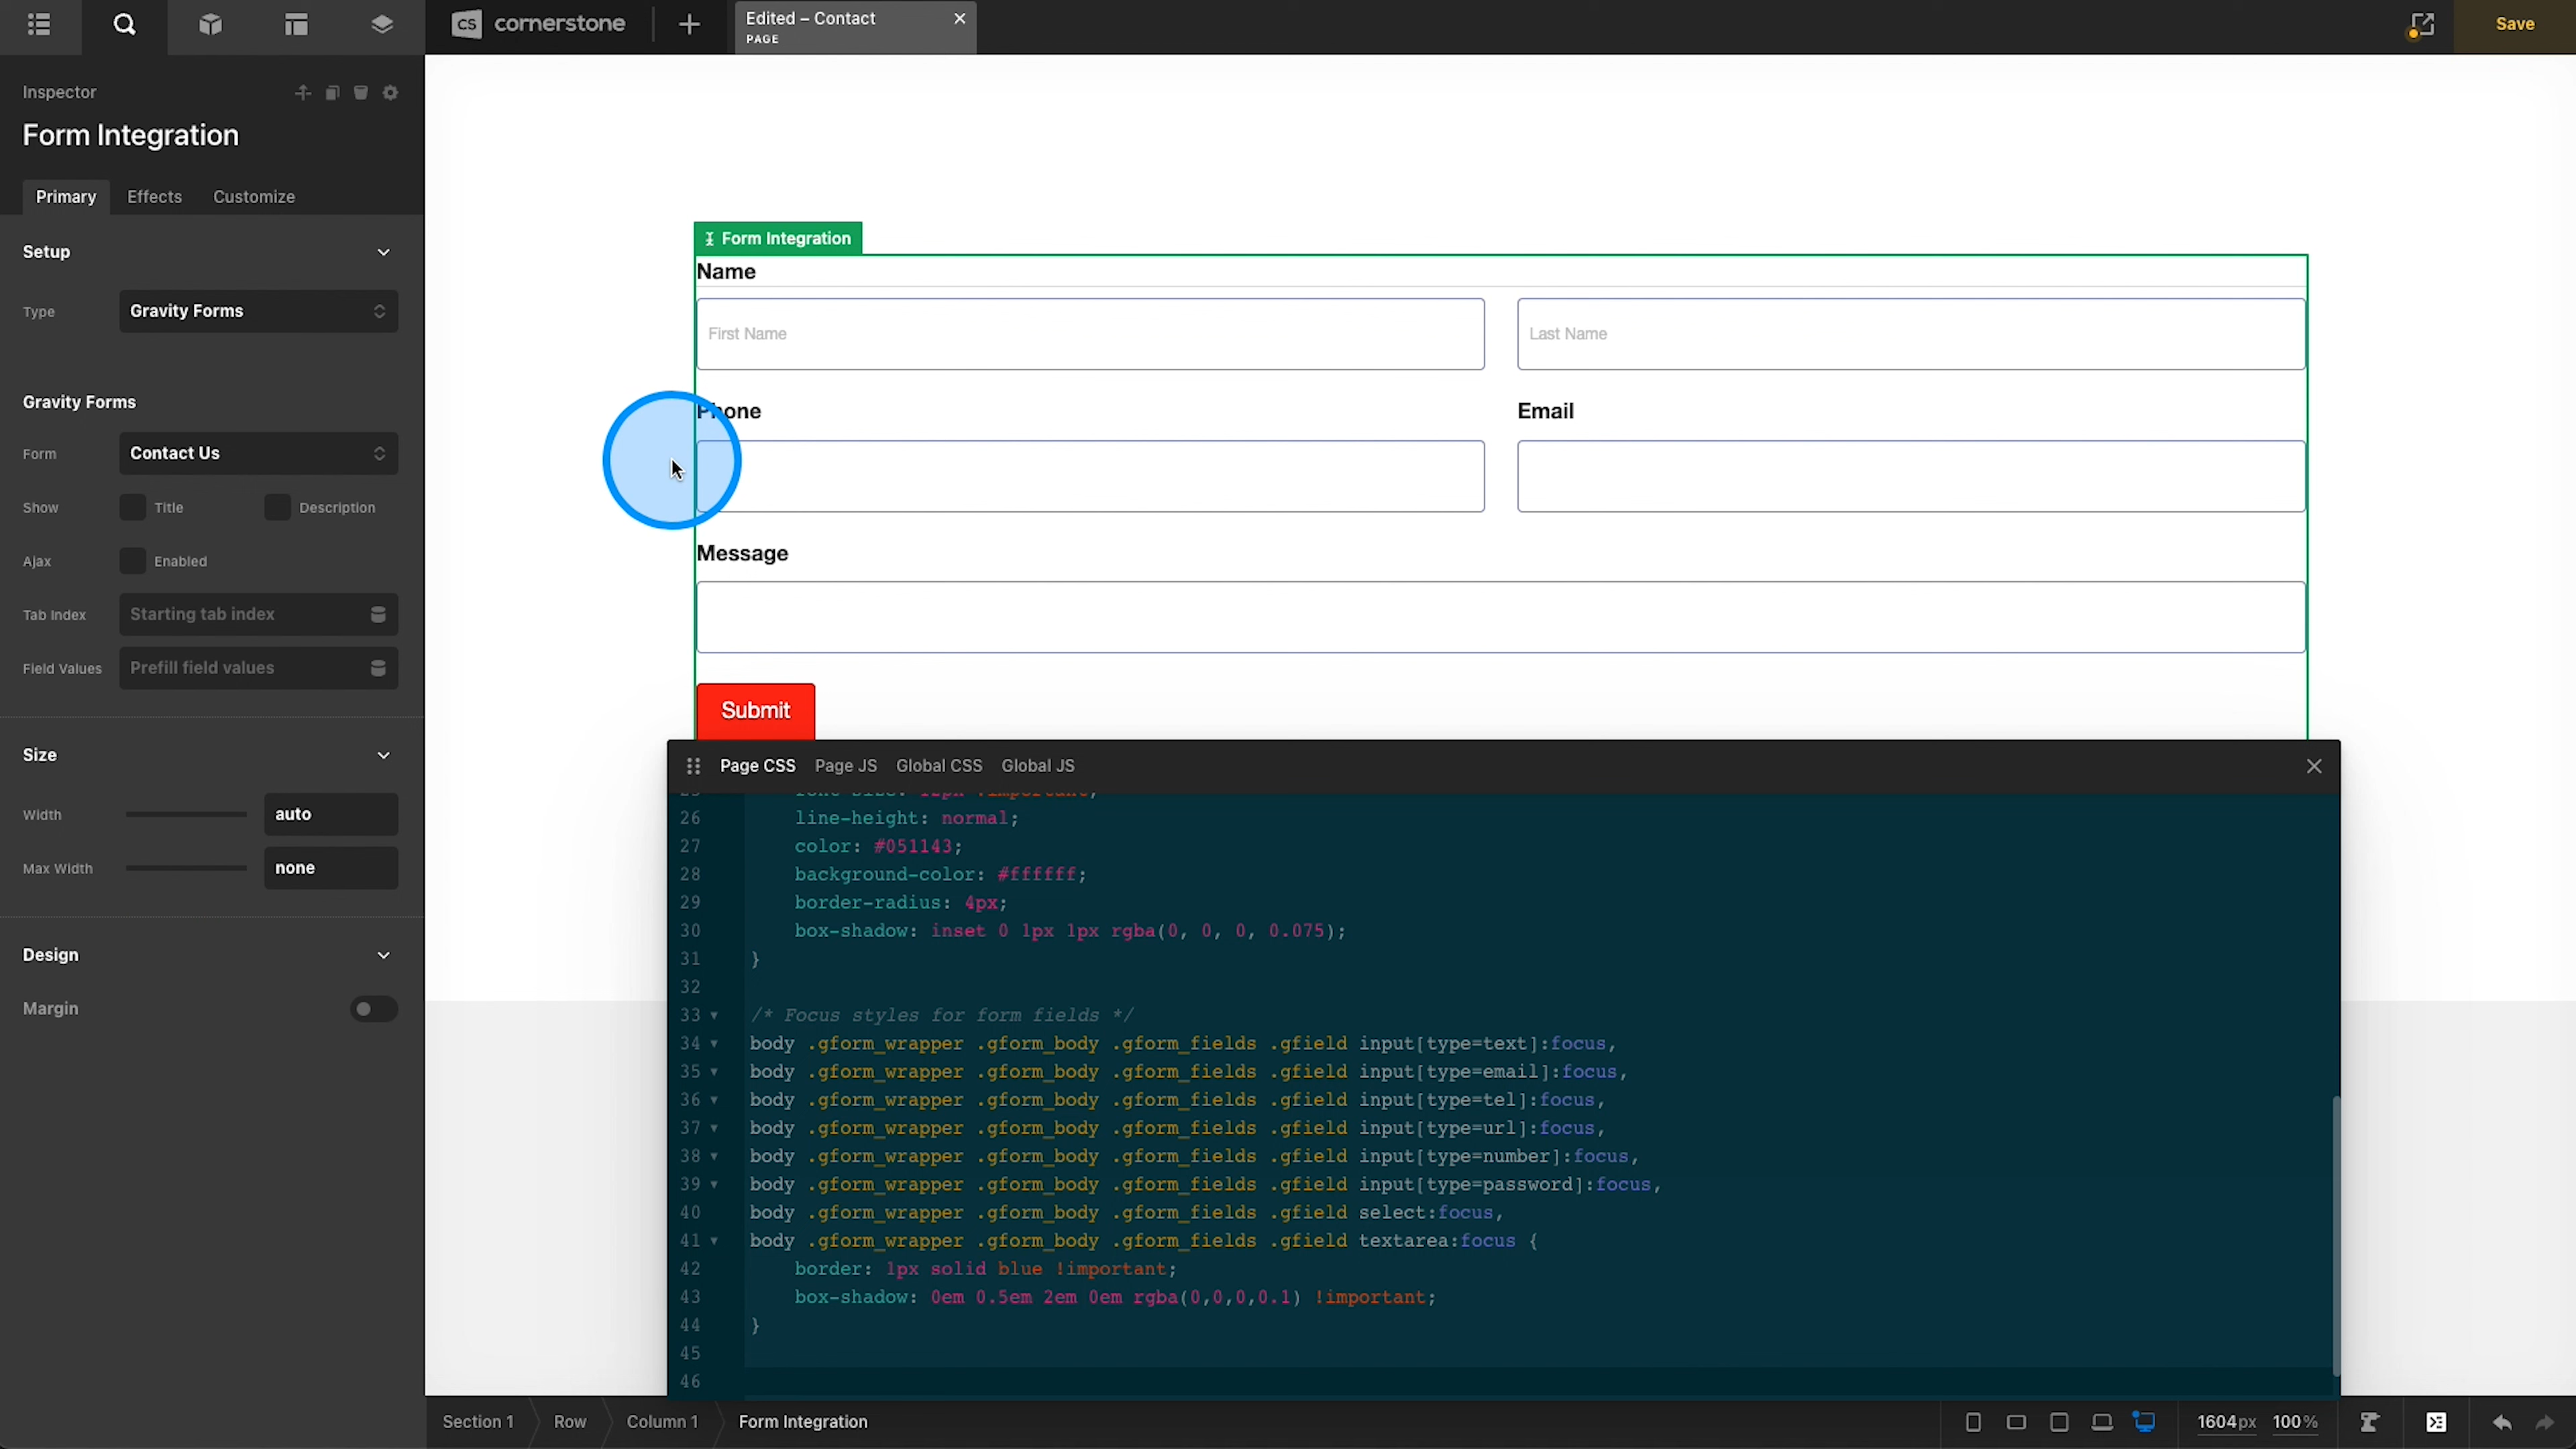 CS cornerstone
Edited – Contact
PAGE
Save
Inspector
Form Integration
Primary Effects Customize
Setup
Type Gravity Forms
Gravity Forms
Form Contact Us
Show Title Description
Ajax Enabled
Tab Index Starting tab index
Field Values Prefill field values
Size
Width auto
Max Width none
Design
Margin
Form Integration
Name
First Name Last Name
Phone Email
Message
Submit
Page CSS Page JS Global CSS Global JS
25 font-size: 12px !important;
26 line-height: normal;
27 color: #051143;
28 background-color: #ffffff;
29 border-radius: 4px;
30 box-shadow: inset 0 1px 1px rgba(0, 0, 0, 0.075);
31 }
32
33 /* Focus styles for form fields */
34 body .gform_wrapper .gform_body .gform_fields .gfield input[type=text]:focus,
35 body .gform_wrapper .gform_body .gform_fields .gfield input[type=email]:focus,
36 body .gform_wrapper .gform_body .gform_fields .gfield input[type=tel]:focus,
37 body .gform_wrapper .gform_body .gform_fields .gfield input[type=url]:focus,
38 body .gform_wrapper .gform_body .gform_fields .gfield input[type=number]:focus,
39 body .gform_wrapper .gform_body .gform_fields .gfield input[type=password]:focus,
40 body .gform_wrapper .gform_body .gform_fields .gfield select:focus,
41 body .gform_wrapper .gform_body .gform_fields .gfield textarea:focus {
42 border: 1px solid blue !important;
43 box-shadow: 0em 0.5em 2em 0em rgba(0,0,0,0.1) !important;
44 }
45
46
Section 1 Row Column 1 Form Integration
1604px 100%